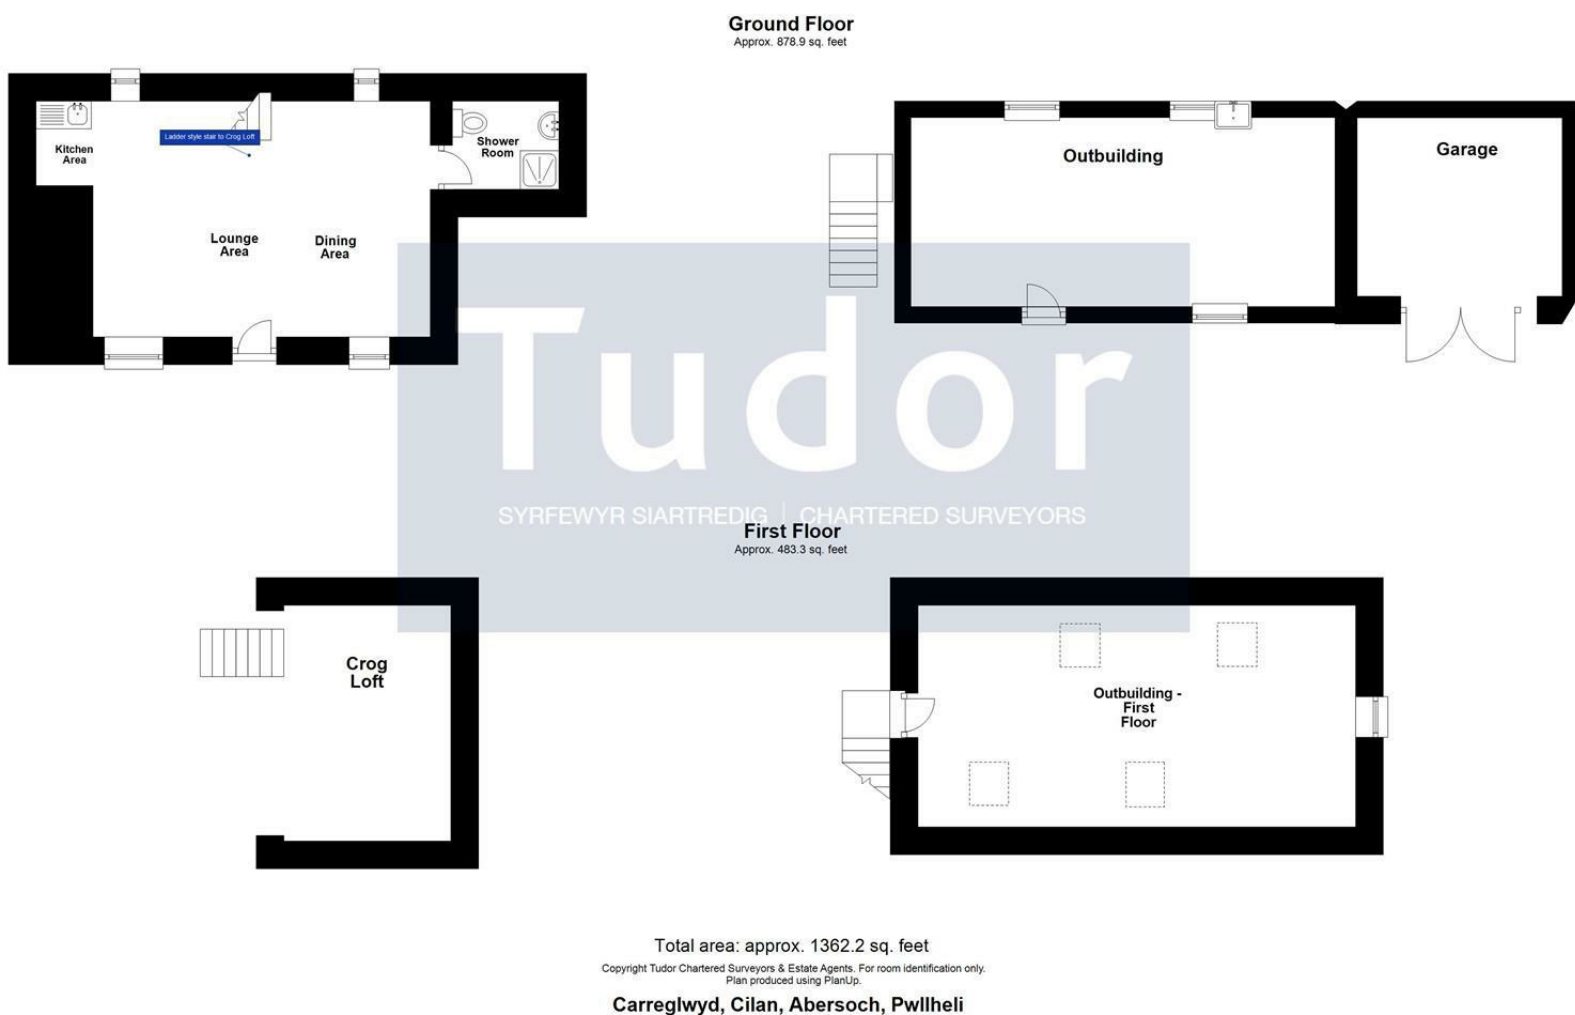 Ground Floor
Approx. 878.9 sq. feet
Ladder style stair to Crog Loft
Kitchen
Area
Shower
Room
Lounge
Area
Dining
Area
Outbuilding
Garage
Tudor
SYRFEWYR SIARTREDIG | CHARTERED SURVEYORS
First Floor
Approx. 483.3 sq. feet
Crog
Loft
Outbuilding -
First
Floor
Total area: approx. 1362.2 sq. feet
Copyright Tudor Chartered Surveyors & Estate Agents. For room identification only.
Plan produced using PlanUp.
Carreglwyd, Cilan, Abersoch, Pwllheli